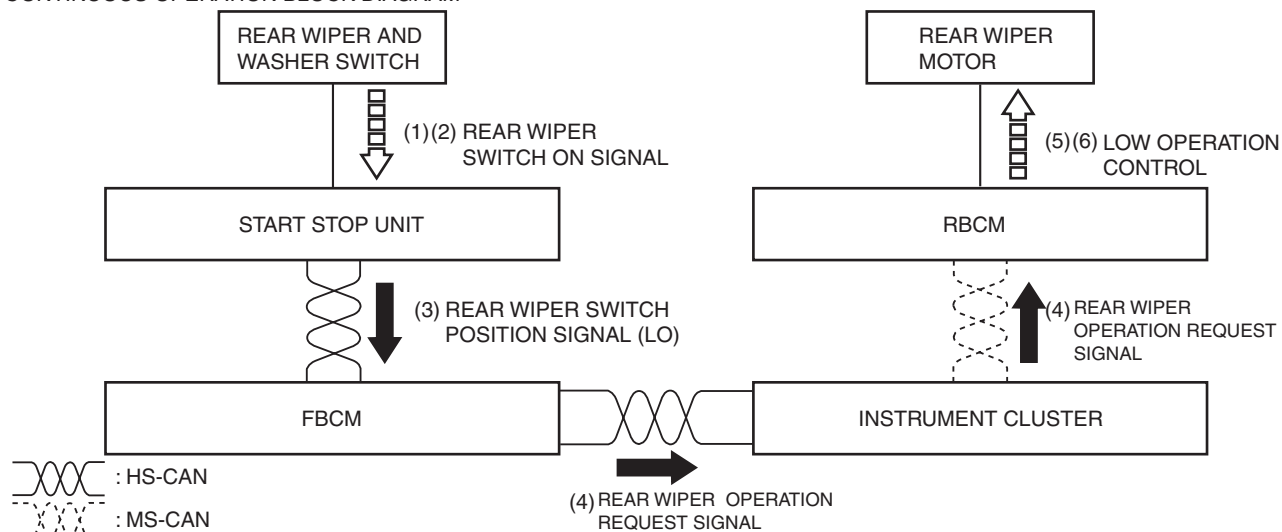 REAR WIPER AND
WASHER SWITCH
REAR WIPER
MOTOR
(1)(2) REAR WIPER
SWITCH ON SIGNAL
(5)(6) LOW OPERATION
CONTROL
START STOP UNIT
RBCM
(3) REAR WIPER SWITCH
POSITION SIGNAL (LO)
(4) REAR WIPER
OPERATION REQUEST
SIGNAL
FBCM
INSTRUMENT CLUSTER
: HS-CAN
(4) REAR WIPER OPERATION
REQUEST SIGNAL
: MS-CAN